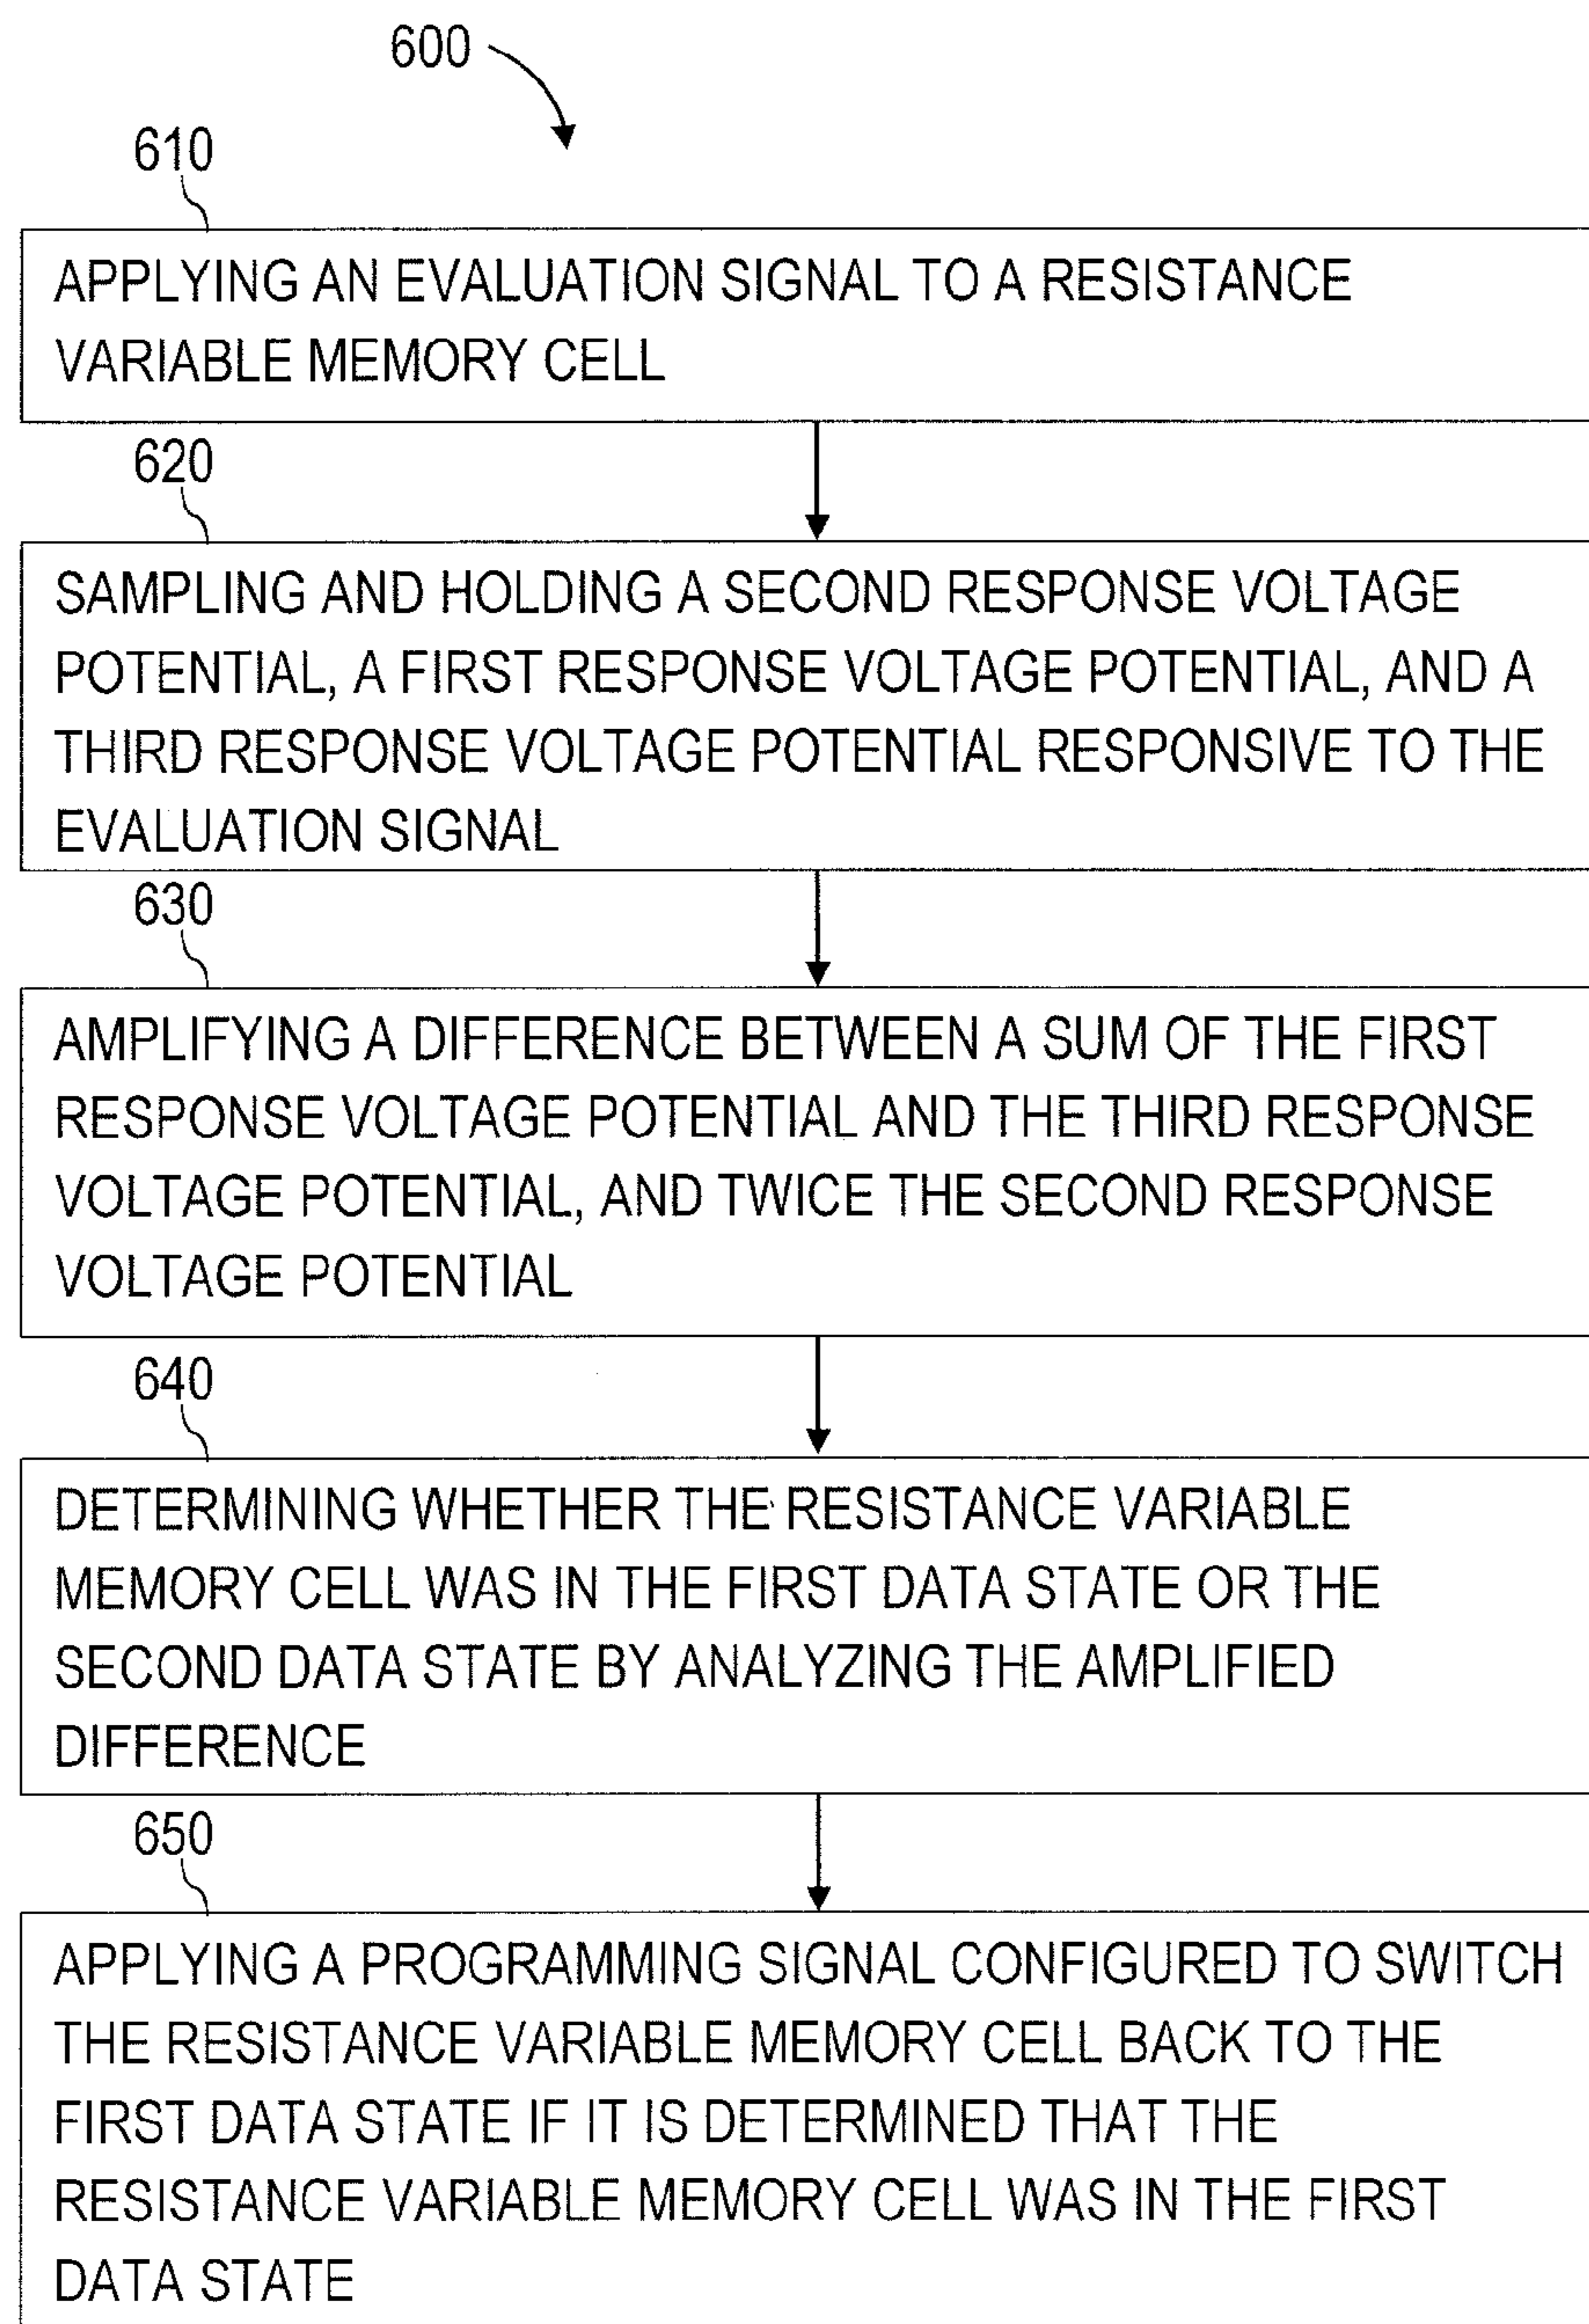 600
610
APPLYING AN EVALUATION SIGNAL TO A RESISTANCE
VARIABLE MEMORY CELL
620
SAMPLING AND HOLDING A SECOND RESPONSE VOLTAGE
POTENTIAL, A FIRST RESPONSE VOLTAGE POTENTIAL, AND A
THIRD RESPONSE VOLTAGE POTENTIAL RESPONSIVE TO THE
EVALUATION SIGNAL
630
AMPLIFYING A DIFFERENCE BETWEEN A SUM OF THE FIRST
RESPONSE VOLTAGE POTENTIAL AND THE THIRD RESPONSE
VOLTAGE POTENTIAL, AND TWICE THE SECOND RESPONSE
VOLTAGE POTENTIAL
640
DETERMINING WHETHER THE RESISTANCE VARIABLE
MEMORY CELL WAS IN THE FIRST DATA STATE OR THE
SECOND DATA STATE BY ANALYZING THE AMPLIFIED
DIFFERENCE
650
APPLYING A PROGRAMMING SIGNAL CONFIGURED TO SWITCH
THE RESISTANCE VARIABLE MEMORY CELL BACK TO THE
FIRST DATA STATE IF IT IS DETERMINED THAT THE
RESISTANCE VARIABLE MEMORY CELL WAS IN THE FIRST
DATA STATE